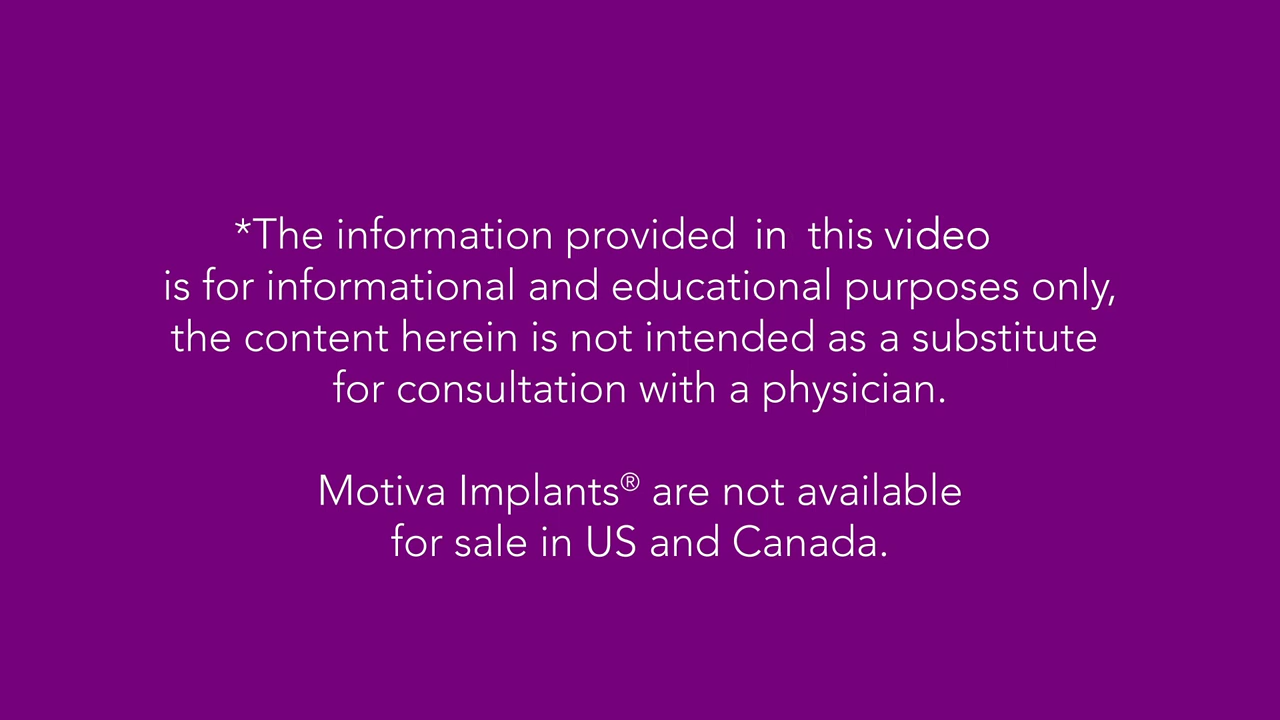 *The information provided in this video
is for informational and educational purposes only,
the content herein is not intended as a substitute
for consultation with a physician.
Motiva Implants® are not available
for sale in US and Canada.